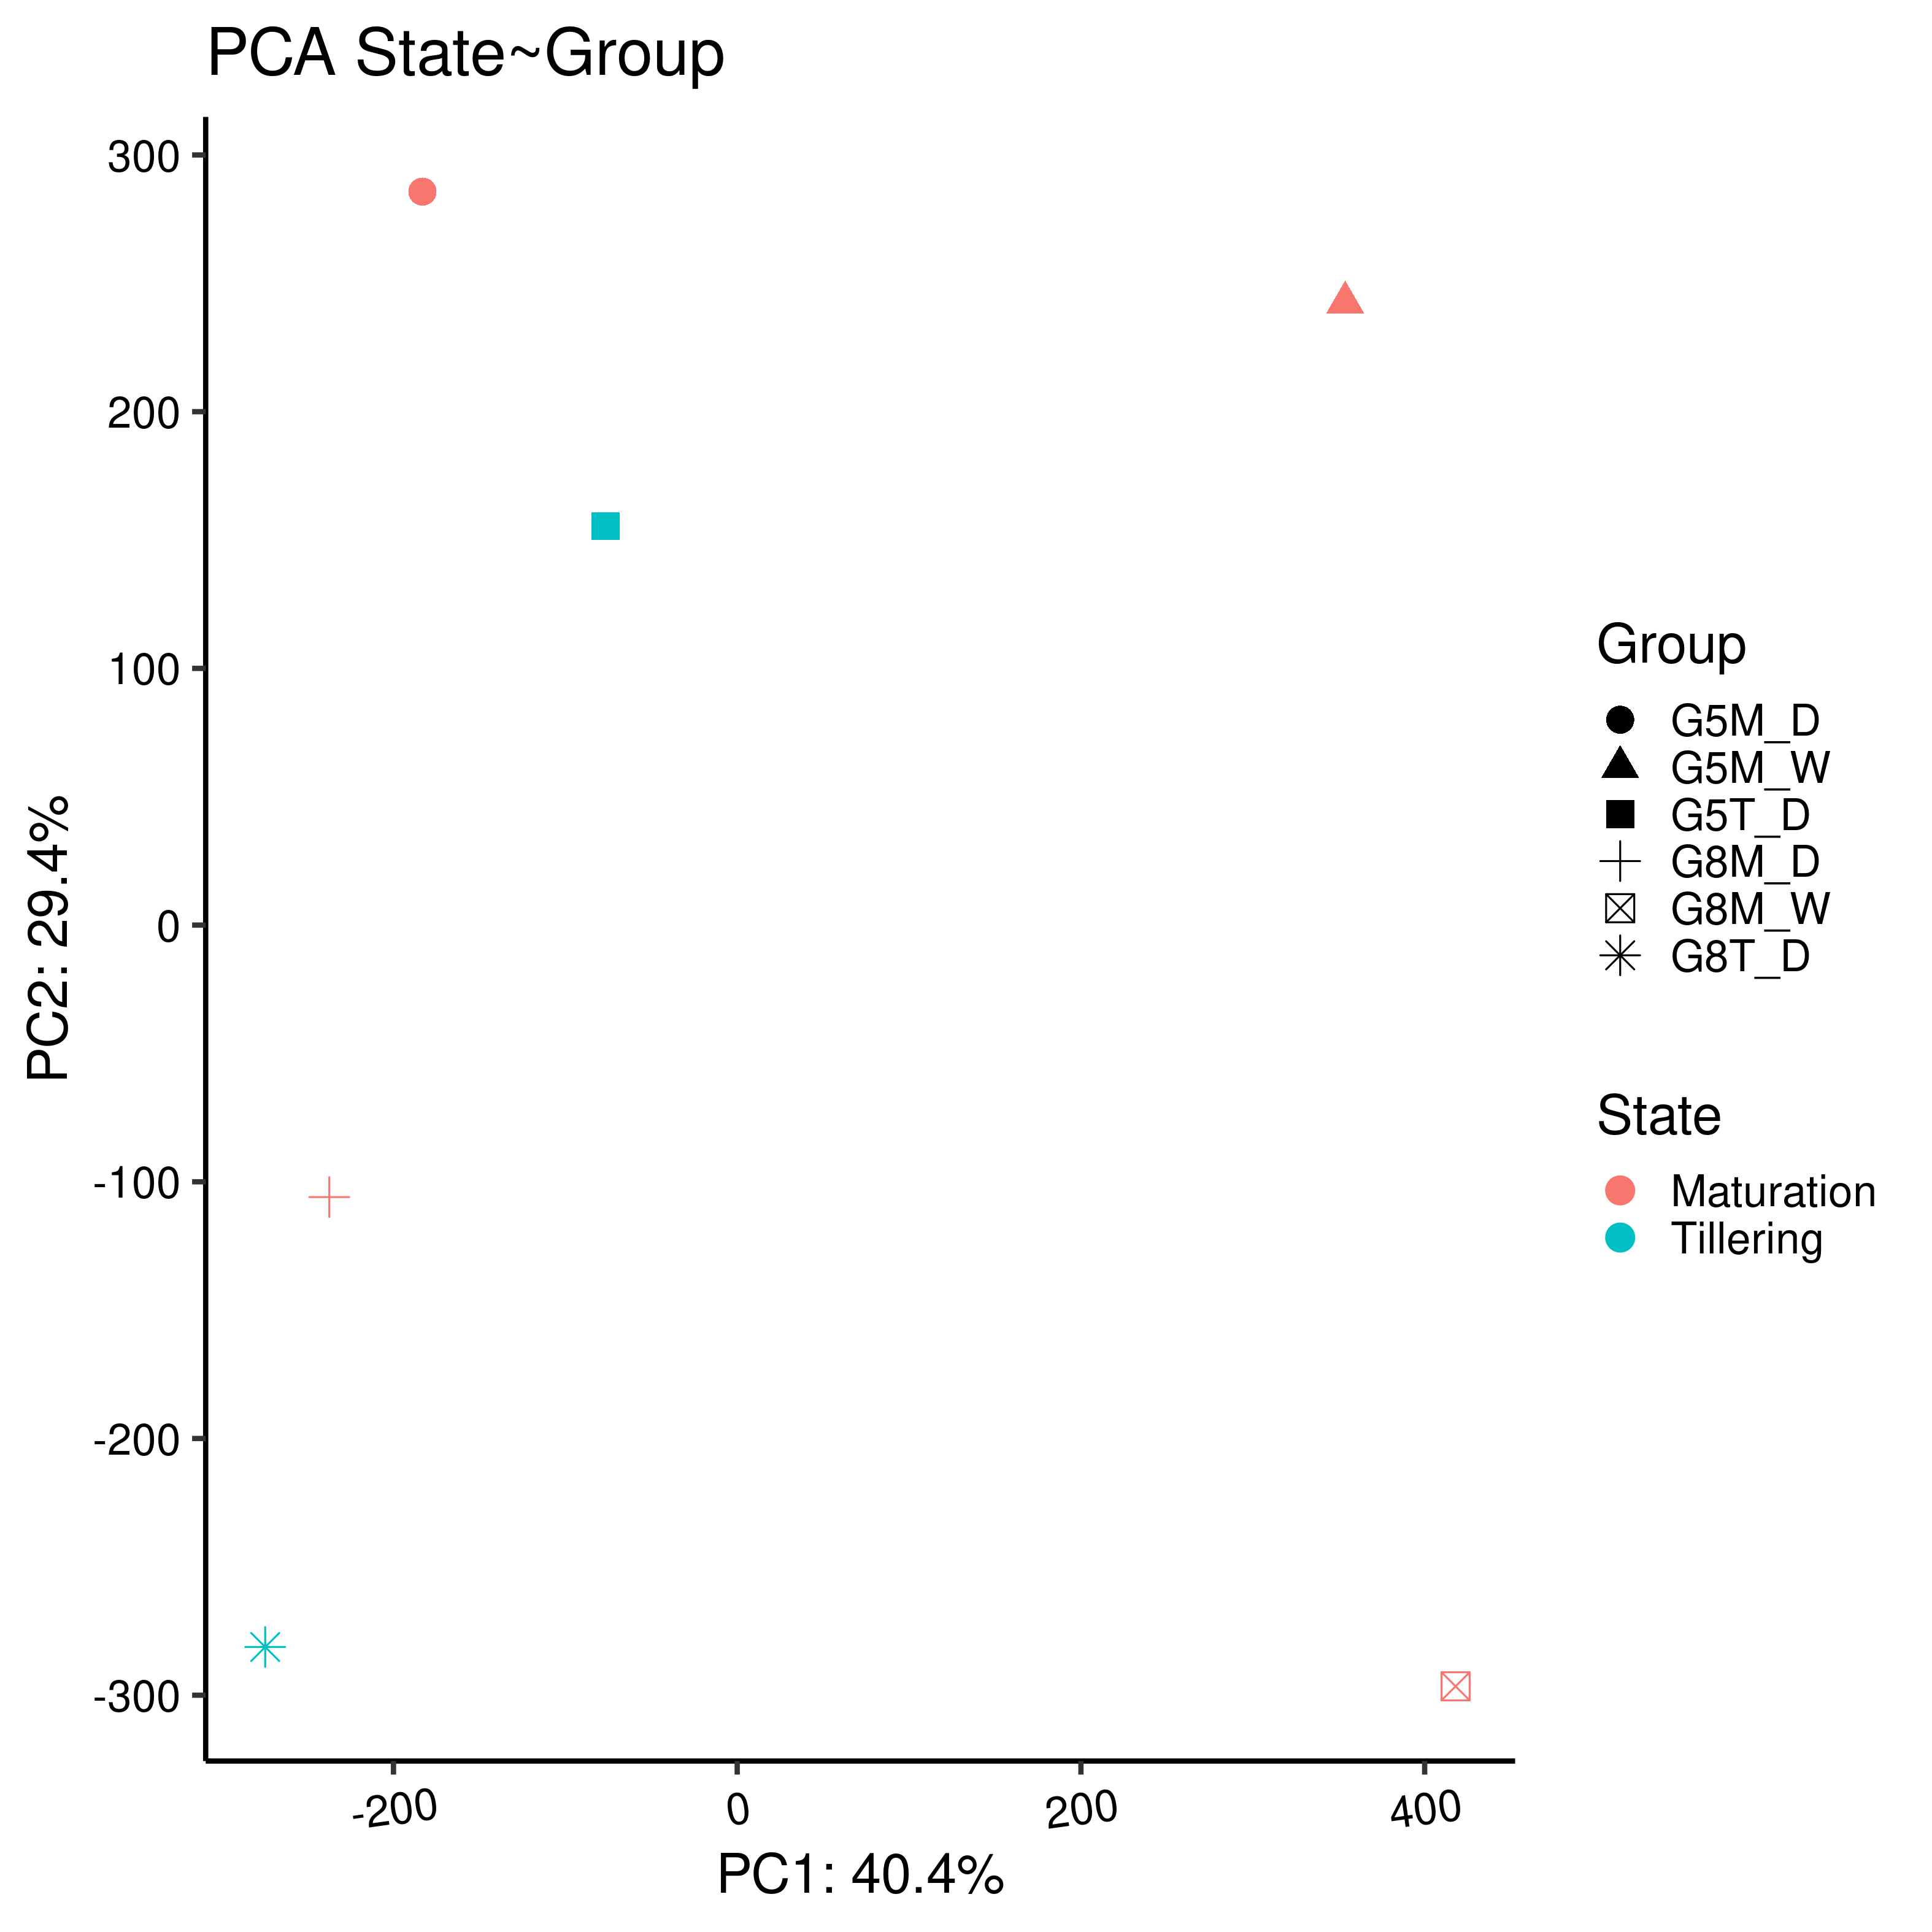 PCA State~Group
300
200
100
0
-100
-200
-300
PC2: 29.4%
-200
0
200
400
PC1: 40.4%
Group
G5M_D
G5M_W
G5T_D
G8M_D
G8M_W
G8T_D
State
Maturation
Tillering